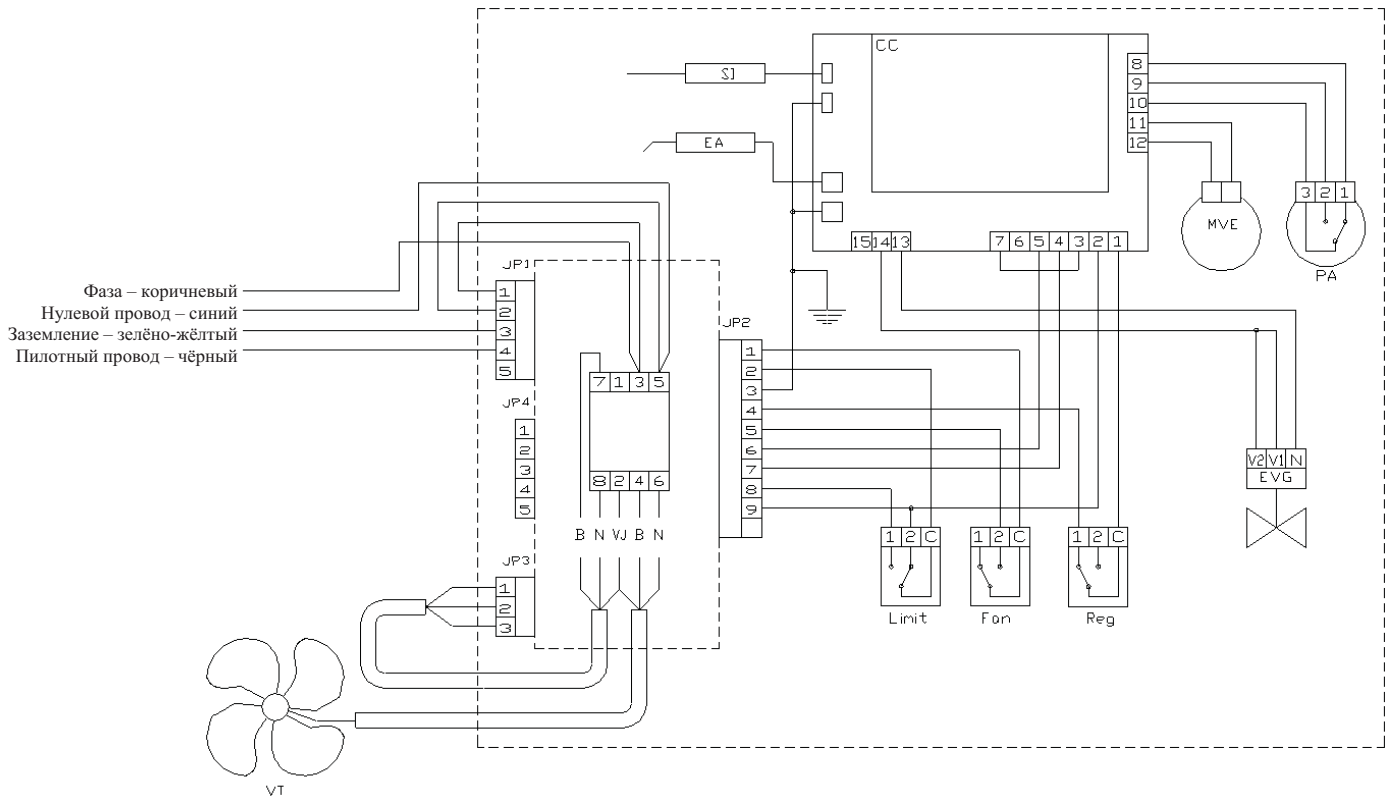 CC
SI
EA
8
9
10
11
12
3 2 1
MVE
PA
15 14 13
7 6 5 4 3 2 1
Фаза – коричневый
Нулевой провод – синий
Заземление – зелёно-жёлтый
Пилотный провод – чёрный
JP1
1
2
3
4
5
JP2
1
2
3
4
5
6
7
8
9
7 1 3 5
8 2 4 6
B N VJ B N
JP4
1
2
3
4
5
JP3
1
2
3
V2 V1 N
EVG
1 2 C
Limit
1 2 C
Fan
1 2 C
Reg
VT